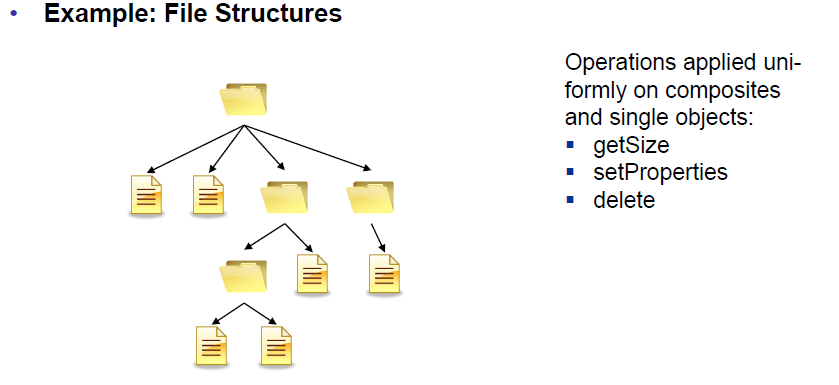 • Example: File Structures
Operations applied uni-
formly on composites
and single objects:
▪ getSize
▪ setProperties
▪ delete